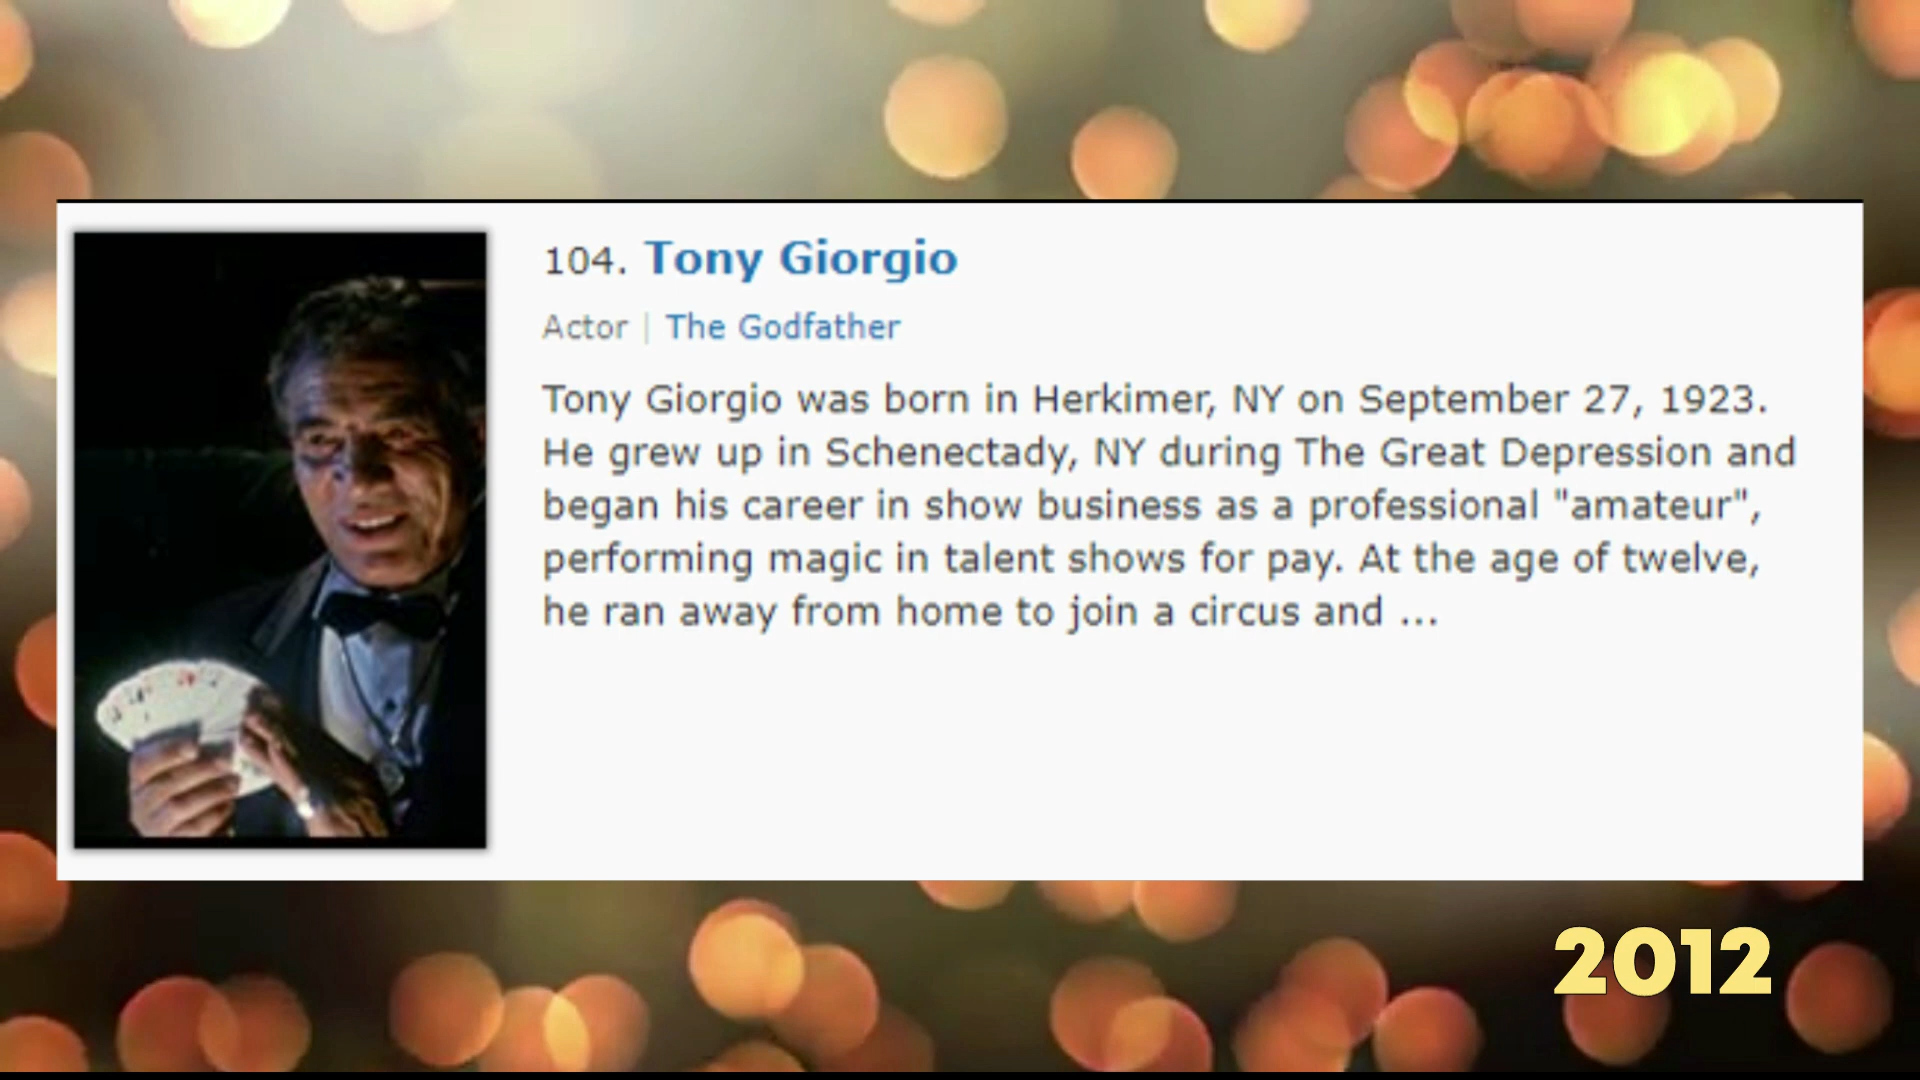 104. Tony Giorgio
Actor | The Godfather
Tony Giorgio was born in Herkimer, NY on September 27, 1923.
He grew up in Schenectady, NY during The Great Depression and
began his career in show business as a professional "amateur",
performing magic in talent shows for pay. At the age of twelve,
he ran away from home to join a circus and ...
2012